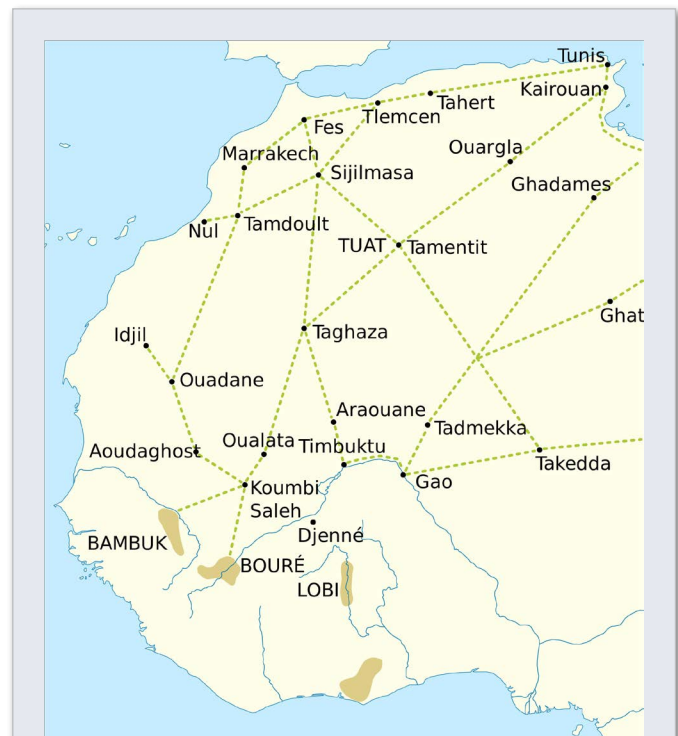 Tunis
Kairouan
Tahert
Tlemcen
Fes
Ouargla
Marrakech
Sijilmasa
Ghadames
Nul
Tamdoult
TUAT
Tamentit
Ghat
Idjil
Taghaza
Ouadane
Araouane
Tadmekka
Oualata
Timbuktu
Aoudaghost
Takedda
Gao
Koumbi
Saleh
Djenné
BAMBUK
BOURÉ
LOBI